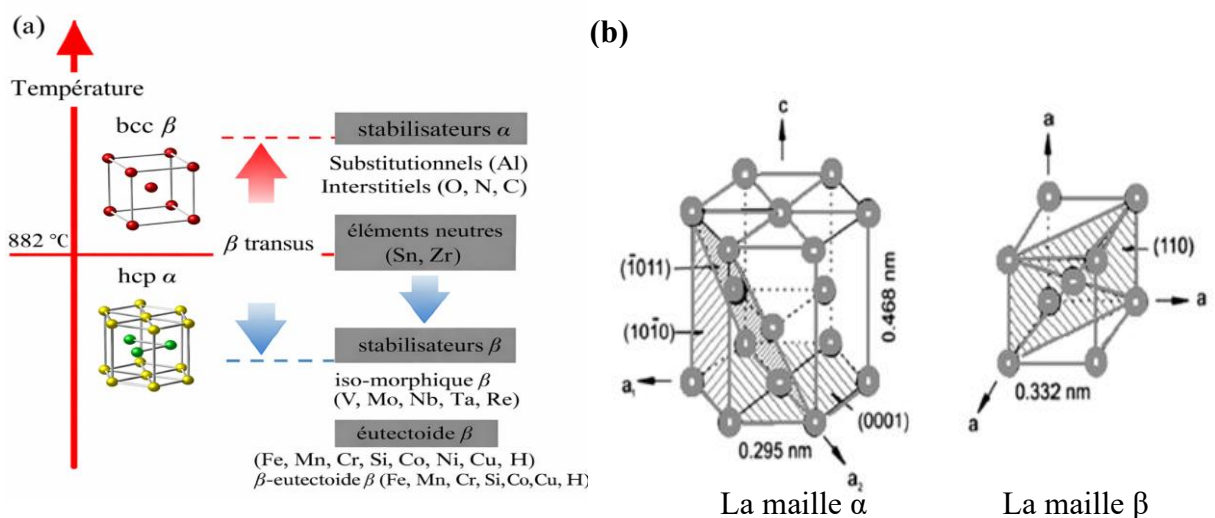 (a)
Température
bcc β
882 °C
hcp α
β transus
stabilisateurs α
Substitutionnels (Al)
Interstitiels (O, N, C)
éléments neutres
(Sn, Zr)
stabilisateurs β
iso-morphique β
(V, Mo, Nb, Ta, Re)
éutectoide β
(Fe, Mn, Cr, Si, Co, Ni, Cu, H)
β-eutectoide β (Fe, Mn, Cr, Si,Co,Cu, H)
(b)
c
(1̄011)
(101̄0)
0.468 nm
a₁
(0001)
0.295 nm
a₂
La maille α
a
(110)
a
0.332 nm
a
La maille β